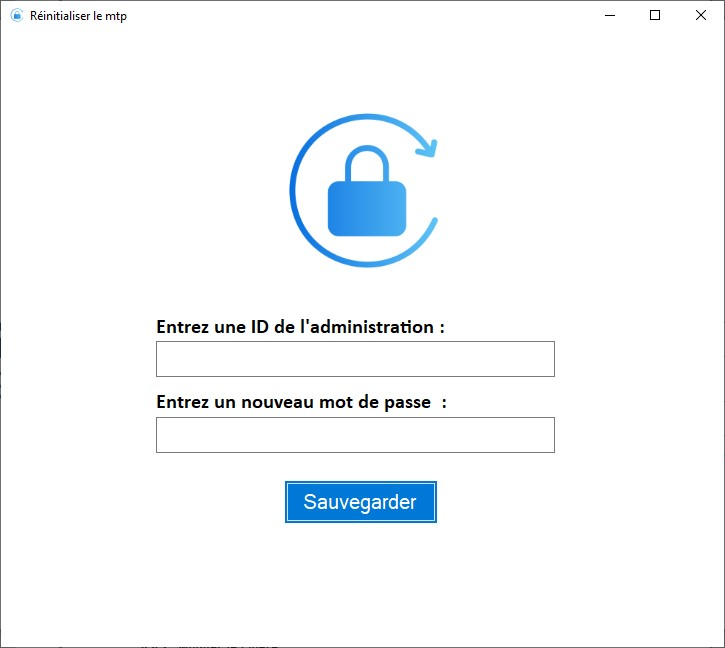 Réinitialiser le mtp
Entrez une ID de l'administration :
Entrez un nouveau mot de passe  :
Sauvegarder